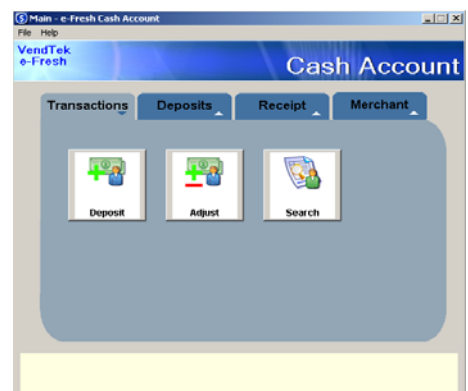 Main - e-Fresh Cash Account
File Help
VendTek
e-Fresh
Cash Account
Transactions Deposits Receipt Merchant
Deposit Adjust Search